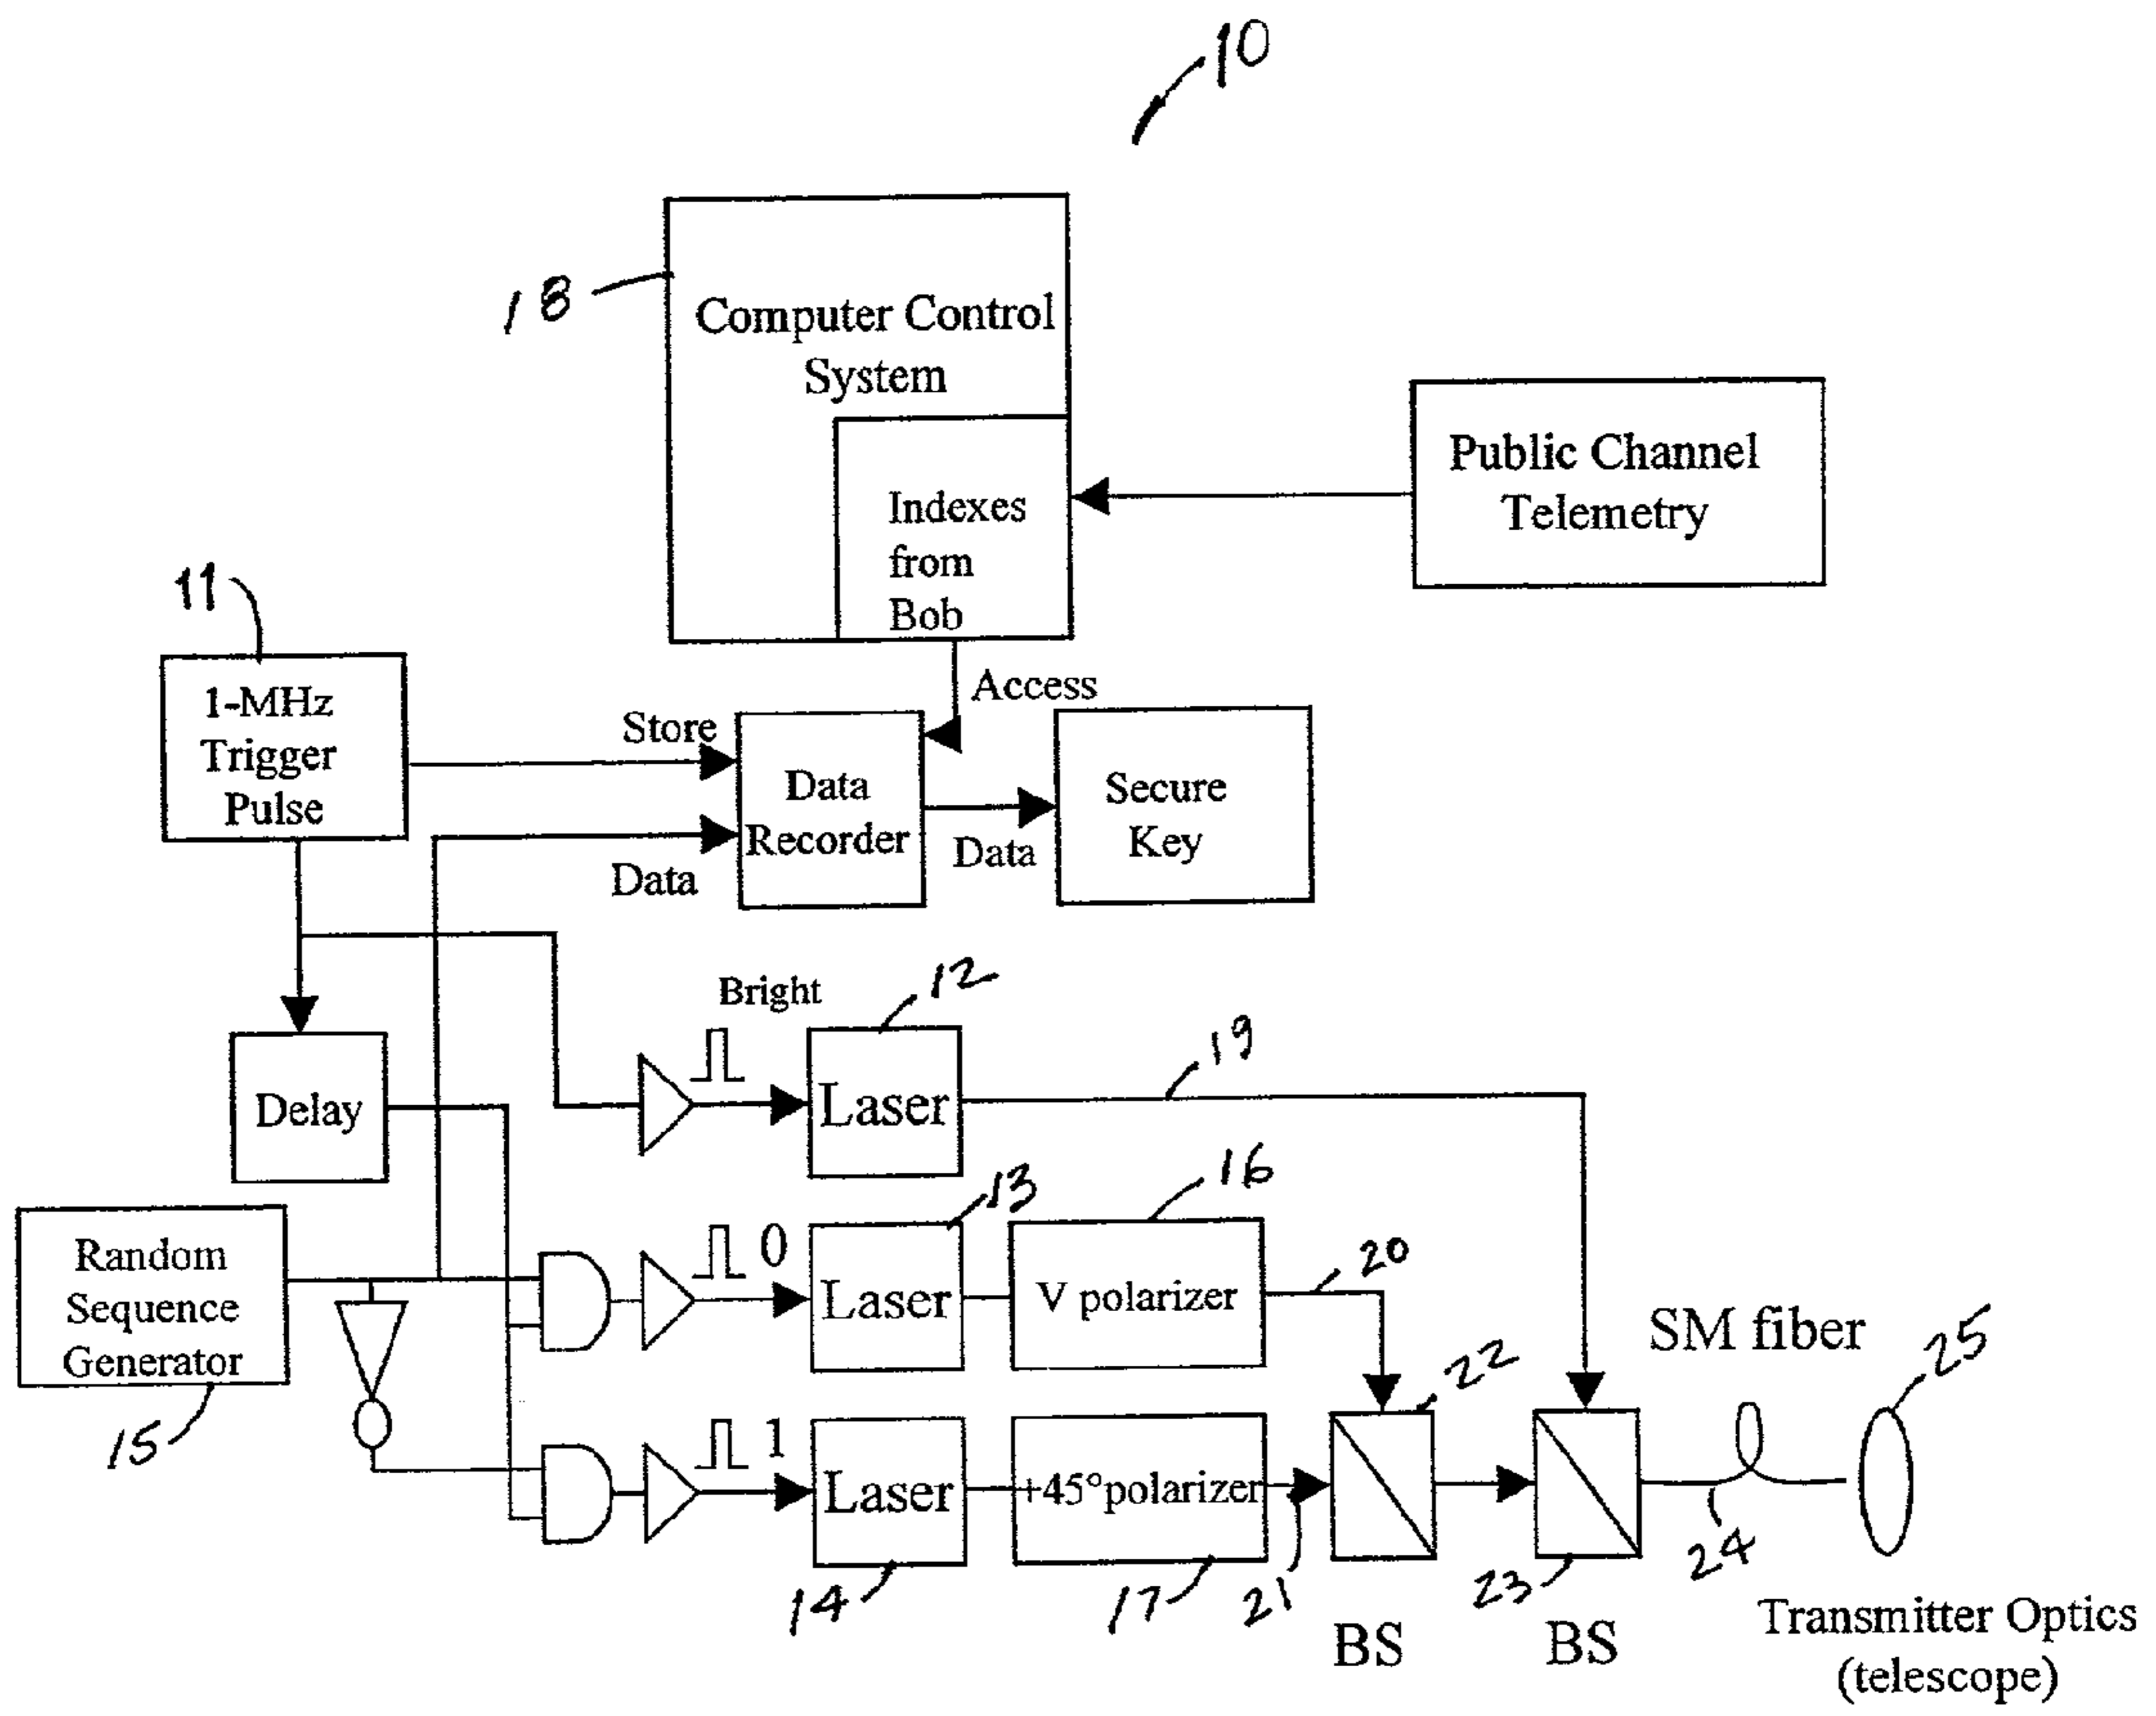 10
18
Computer Control
System
Indexes
from
Bob
Public Channel
Telemetry
11
1-MHz
Trigger
Pulse
Store
Access
Data
Recorder
Data
Data
Secure
Key
Delay
Bright
12
Laser
19
Random
Sequence
Generator
15
0
13
Laser
16
V polarizer
20
1
Laser
14
+45°polarizer
17
21
22
BS
23
BS
SM fiber
24
25
Transmitter Optics
(telescope)